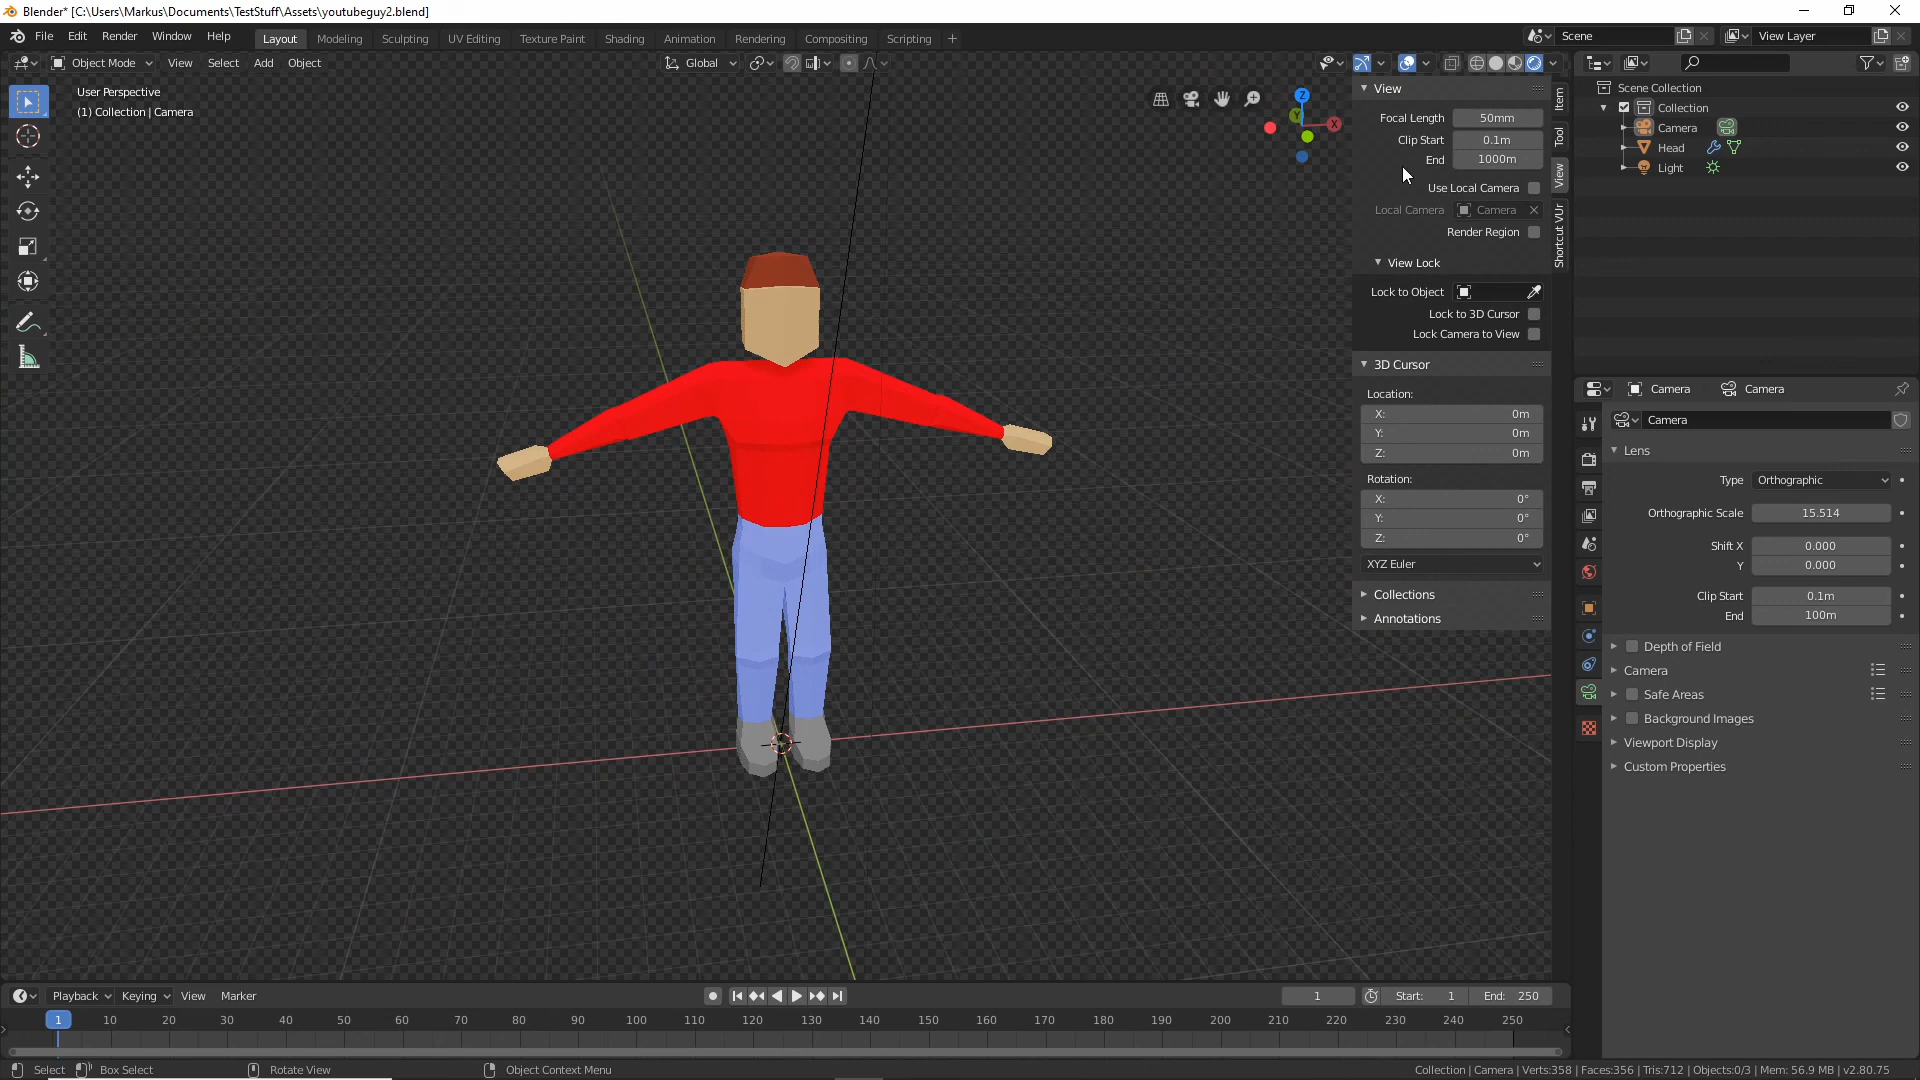 Blender* [C:\Users\Markus\Documents\TestStuff\Assets\youtubeguy2.blend]
File Edit Render Window Help Layout Modeling Sculpting UV Editing Texture Paint Shading Animation Rendering Compositing Scripting Scene View Layer
Object Mode View Select Add Object Global
User Perspective
(1) Collection | Camera
Z
Y
X
View
Focal Length 50mm
Clip Start 0.1m
End 1000m
Use Local Camera
Local Camera Camera
Render Region
View Lock
Lock to Object
Lock to 3D Cursor
Lock Camera to View
3D Cursor
Location:
X: 0m
Y: 0m
Z: 0m
Rotation:
X: 0°
Y: 0°
Z: 0°
XYZ Euler
Collections
Annotations
Item
Tool
View
Shortcut VUr
Scene Collection
Collection
Camera
Head
Light
Camera Camera
Camera
Lens
Type Orthographic
Orthographic Scale 15.514
Shift X 0.000
Y 0.000
Clip Start 0.1m
End 100m
Depth of Field
Camera
Safe Areas
Background Images
Viewport Display
Custom Properties
Playback Keying View Marker 1 Start: 1 End: 250
1 10 20 30 40 50 60 70 80 90 100 110 120 130 140 150 160 170 180 190 200 210 220 230 240 250
Select Box Select Rotate View Object Context Menu Collection | Camera | Verts:358 | Faces:356 | Tris:712 | Objects:0/3 | Mem: 56.9 MB | v2.80.75